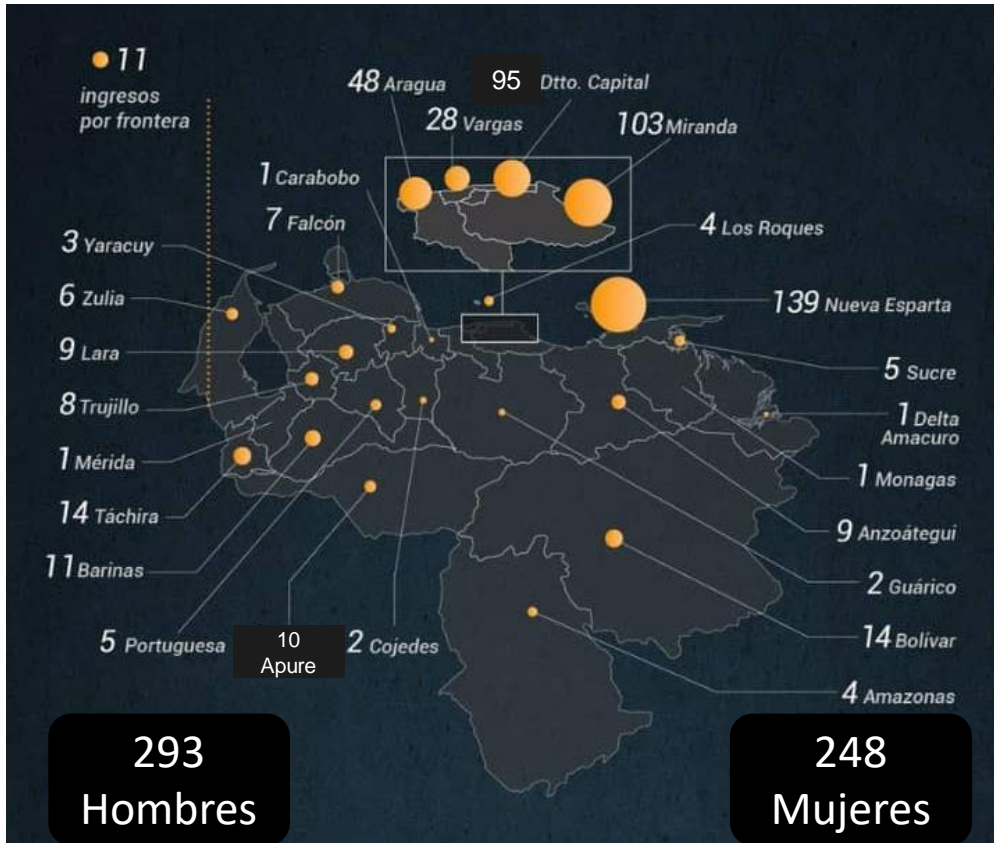 11
ingresos
por frontera
48 Aragua
95 Dtto. Capital
28 Vargas
103 Miranda
1 Carabobo
7 Falcón
3 Yaracuy
6 Zulia
9 Lara
8 Trujillo
1 Mérida
14 Táchira
11 Barinas
5 Portuguesa
10
Apure
2 Cojedes
4 Los Roques
139 Nueva Esparta
5 Sucre
1 Delta
Amacuro
1 Monagas
9 Anzoátegui
2 Guárico
14 Bolívar
4 Amazonas
293
Hombres
248
Mujeres